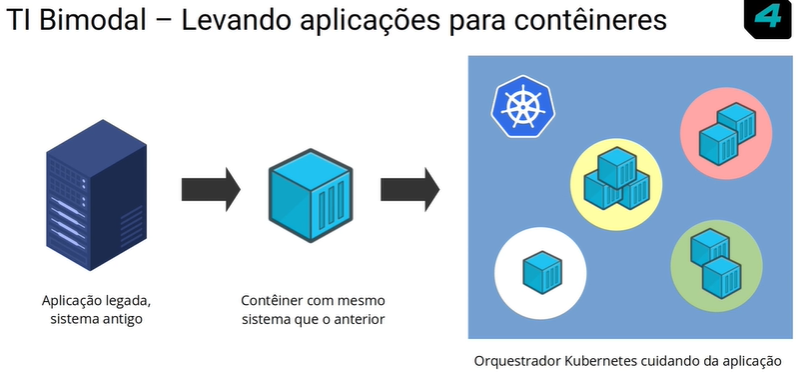 TI Bimodal – Levando aplicações para contêineres
4
Aplicação legada,
sistema antigo
Contêiner com mesmo
sistema que o anterior
Orquestrador Kubernetes cuidando da aplicação